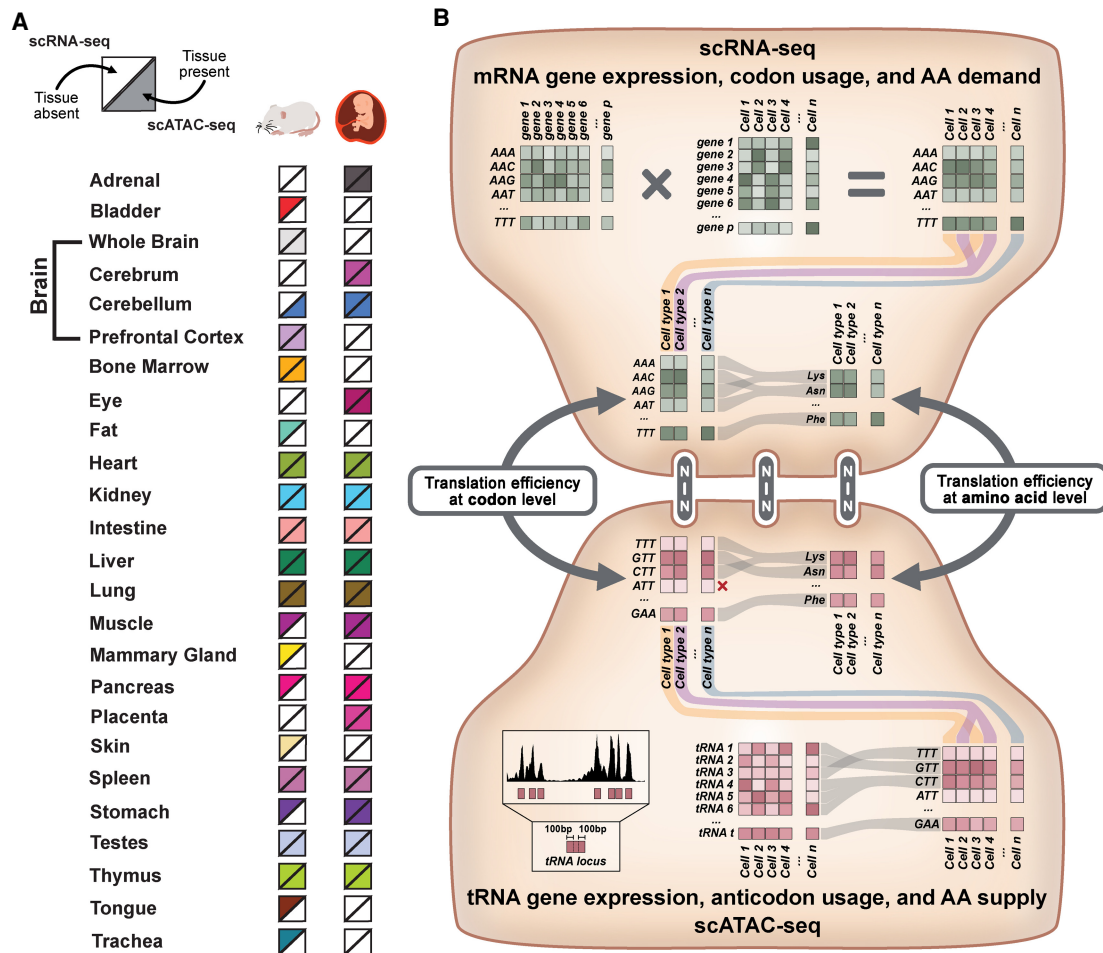 A
scRNA-seq
Tissue
present
Tissue
absent
scATAC-seq
Adrenal
Bladder
Whole Brain
Cerebrum
Cerebellum
Prefrontal Cortex
Brain
Bone Marrow
Eye
Fat
Heart
Kidney
Intestine
Liver
Lung
Muscle
Mammary Gland
Pancreas
Placenta
Skin
Spleen
Stomach
Testes
Thymus
Tongue
Trachea
B
scRNA-seq
mRNA gene expression, codon usage, and AA demand
gene 1
gene 2
gene 3
gene 4
gene 5
gene 6
...
gene p
AAA
AAC
AAG
AAT
...
TTT
Cell 1
Cell 2
Cell 3
Cell 4
...
Cell n
gene 1
gene 2
gene 3
gene 4
gene 5
gene 6
...
gene p
Cell 1
Cell 2
Cell 3
Cell 4
...
Cell n
AAA
AAC
AAG
AAT
...
TTT
Cell type 1
Cell type 2
...
Cell type n
AAA
AAC
AAG
AAT
...
TTT
Cell type 1
Cell type 2
...
Cell type n
Lys
Asn
...
Phe
Translation efficiency
at codon level
Translation efficiency
at amino acid level
NIN
NIN
NIN
TTT
GTT
CTT
ATT
...
GAA
Cell type 1
Cell type 2
...
Cell type n
Lys
Asn
...
Phe
Cell type 1
Cell type 2
...
Cell type n
100bp 100bp
tRNA locus
tRNA 1
tRNA 2
tRNA 3
tRNA 4
tRNA 5
tRNA 6
...
tRNA t
Cell 1
Cell 2
Cell 3
Cell 4
...
Cell n
TTT
GTT
CTT
ATT
...
GAA
Cell 1
Cell 2
Cell 3
Cell 4
...
Cell n
tRNA gene expression, anticodon usage, and AA supply
scATAC-seq